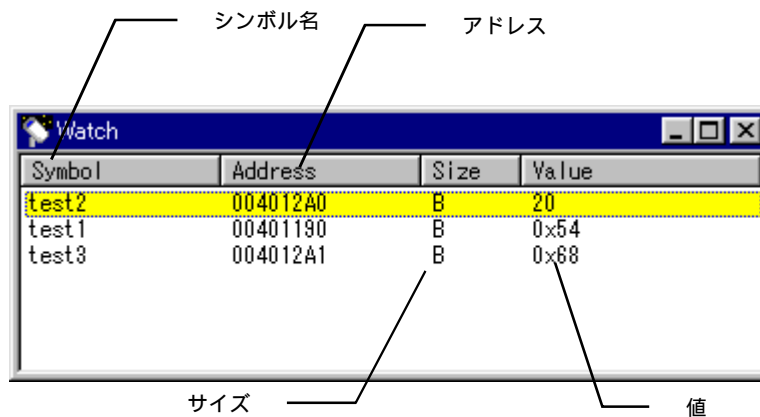 シンボル名 アドレス
Watch
Symbol Address Size Value
test2 004012A0 B 20
test1 00401190 B 0x54
test3 004012A1 B 0x68
サイズ 値